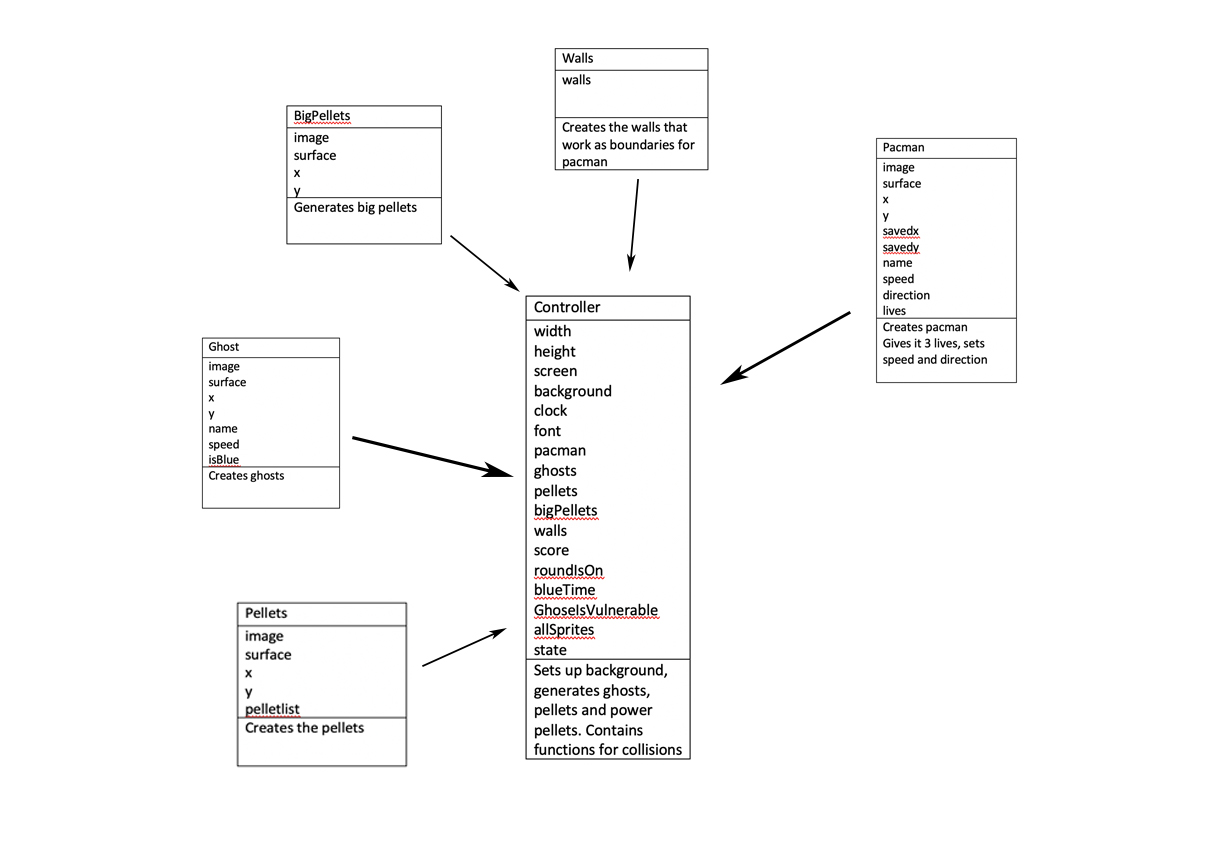 Walls
walls
Creates the walls that
work as boundaries for
pacman
BigPellets
image
surface
x
y
Generates big pellets
Pacman
image
surface
x
y
savedx
savedy
name
speed
direction
lives
Creates pacman
Gives it 3 lives, sets
speed and direction
Controller
width
height
screen
background
clock
font
pacman
ghosts
pellets
bigPellets
walls
score
roundIsOn
blueTime
GhoseIsVulnerable
allSprites
state
Sets up background,
generates ghosts,
pellets and power
pellets. Contains
functions for collisions
Ghost
image
surface
x
y
name
speed
isBlue
Creates ghosts
Pellets
image
surface
x
y
pelletlist
Creates the pellets